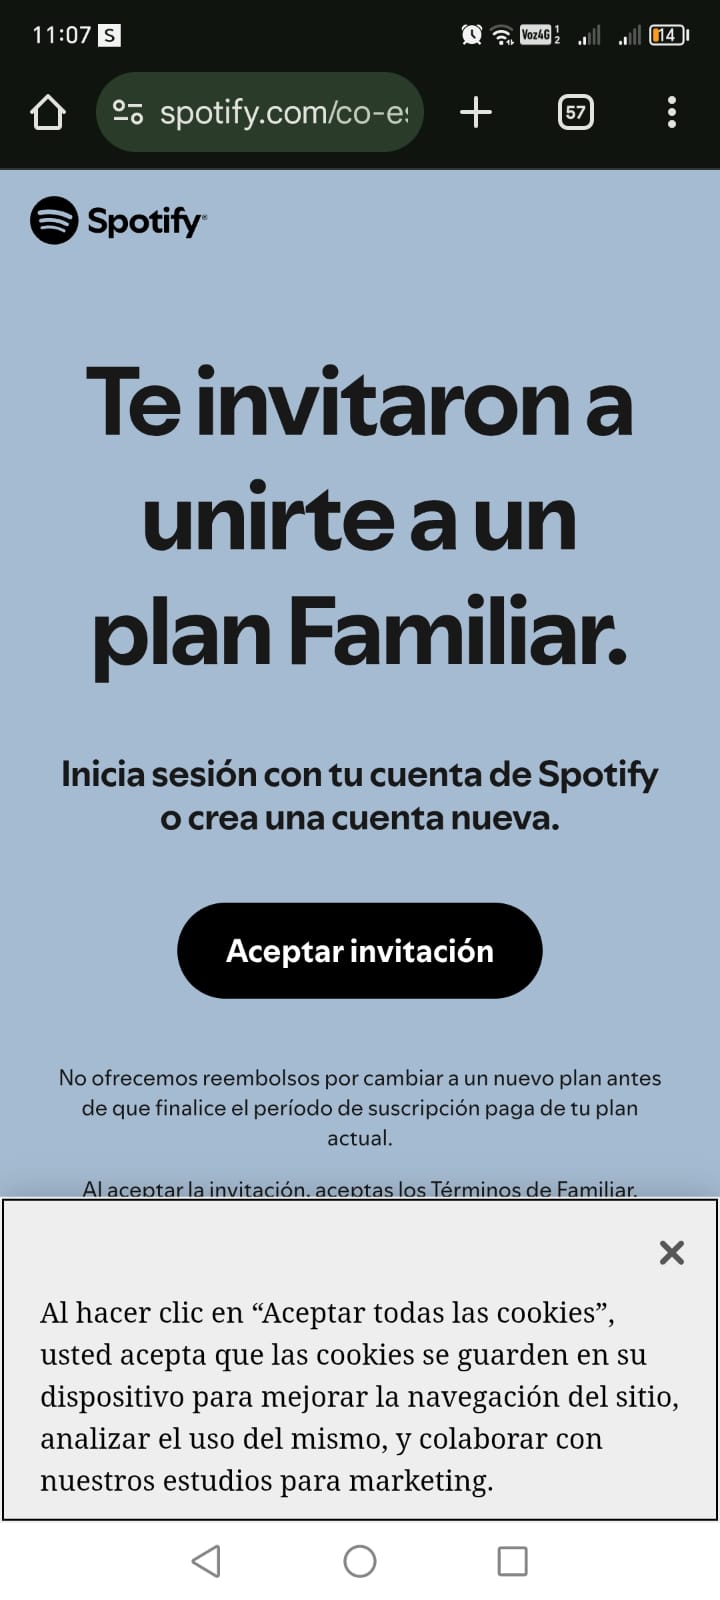 11:07 S Voz4G 1 2 14
spotify.com/co-es 57
Spotify
Te invitaron a
unirte a un
plan Familiar.
Inicia sesión con tu cuenta de Spotify
o crea una cuenta nueva.
Aceptar invitación
No ofrecemos reembolsos por cambiar a un nuevo plan antes
de que finalice el período de suscripción paga de tu plan
actual.
Al aceptar la invitación, aceptas los Términos de Familiar.
Al hacer clic en “Aceptar todas las cookies”,
usted acepta que las cookies se guarden en su
dispositivo para mejorar la navegación del sitio,
analizar el uso del mismo, y colaborar con
nuestros estudios para marketing.